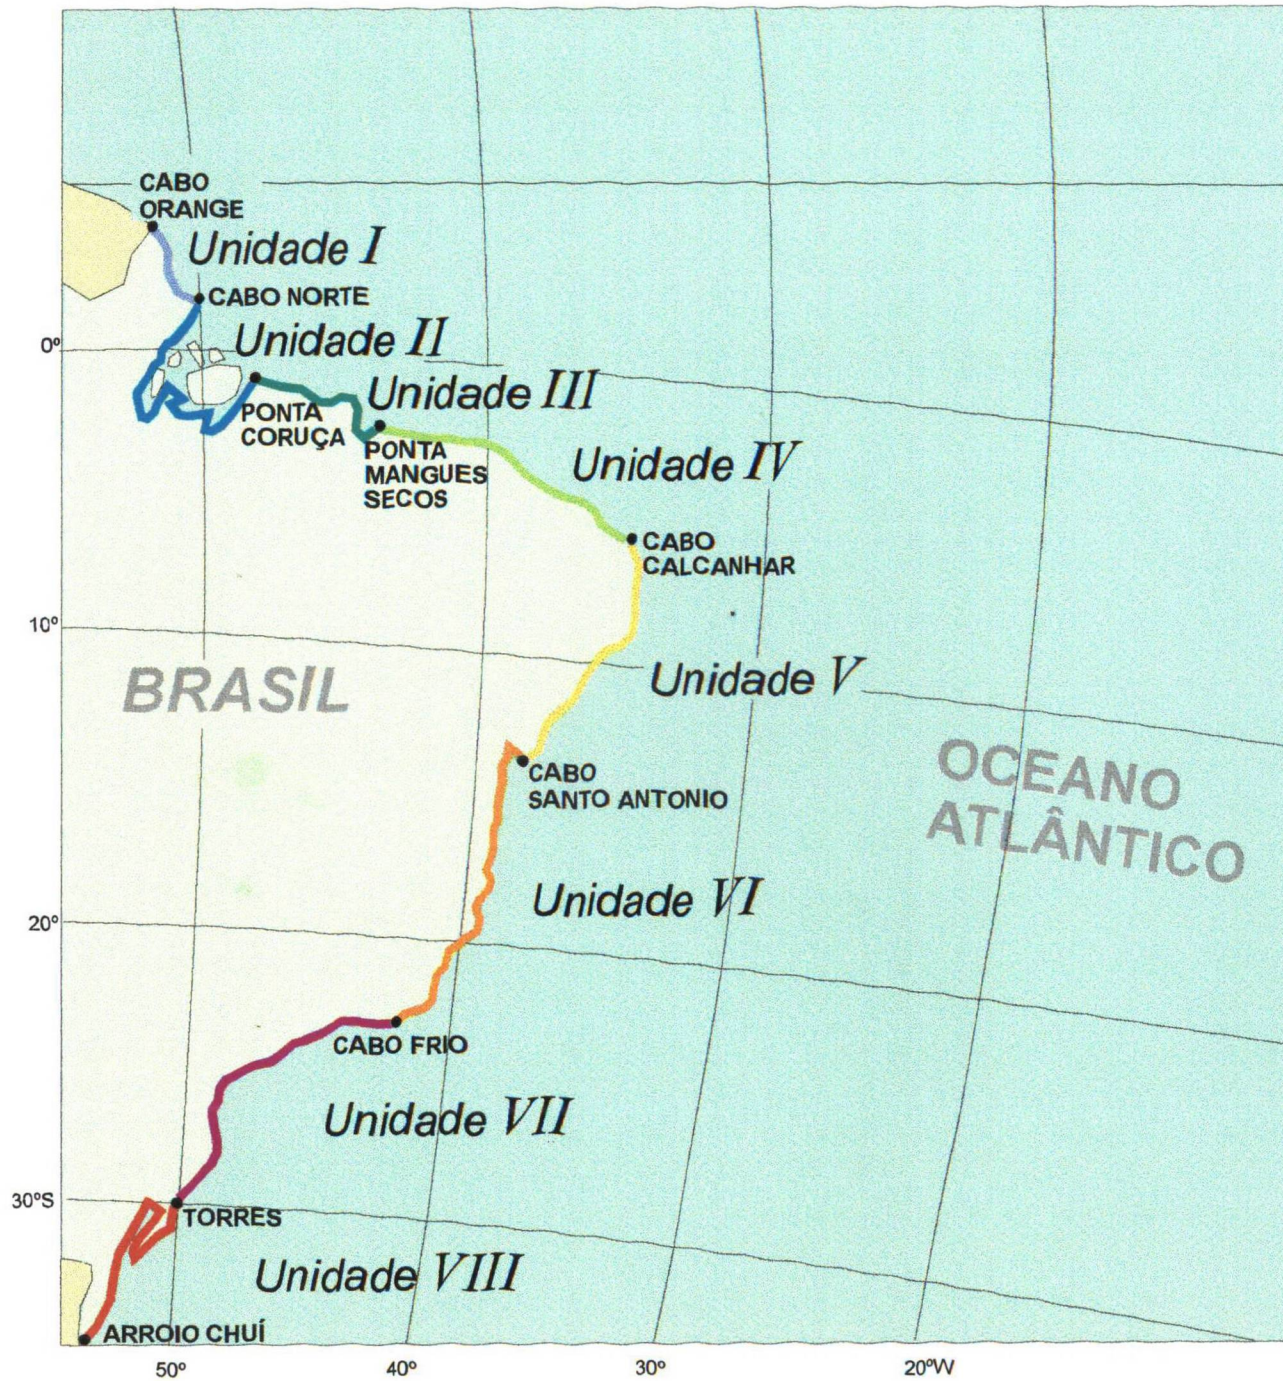 CABO
ORANGE
Unidade I
CABO NORTE
Unidade II
0º
Unidade III
PONTA
CORUÇA
PONTA
MANGUES
SECOS
Unidade IV
CABO
CALCANHAR
10º
BRASIL
Unidade V
OCEANO
ATLÂNTICO
CABO
SANTO ANTONIO
Unidade VI
20º
CABO FRIO
Unidade VII
30ºS
TORRES
Unidade VIII
ARROIO CHUÍ
50º
40º
30º
20ºW